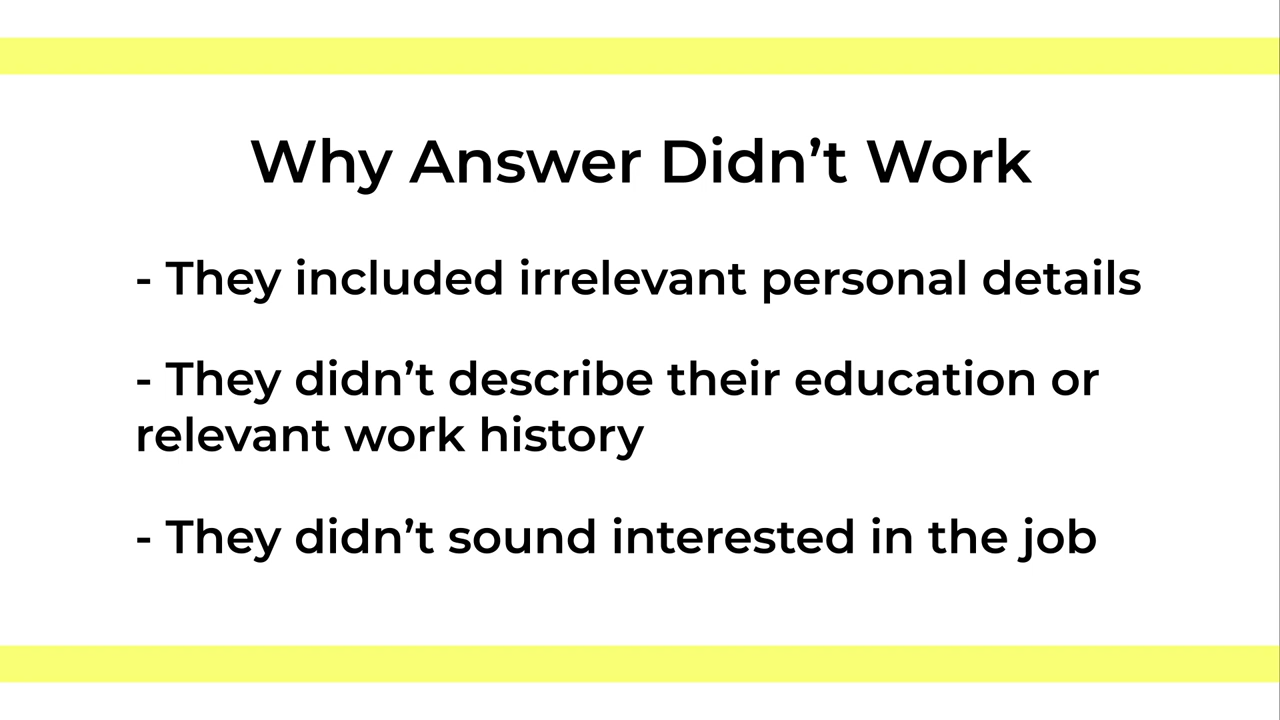 Why Answer Didn’t Work
- They included irrelevant personal details
- They didn’t describe their education or
relevant work history
- They didn’t sound interested in the job